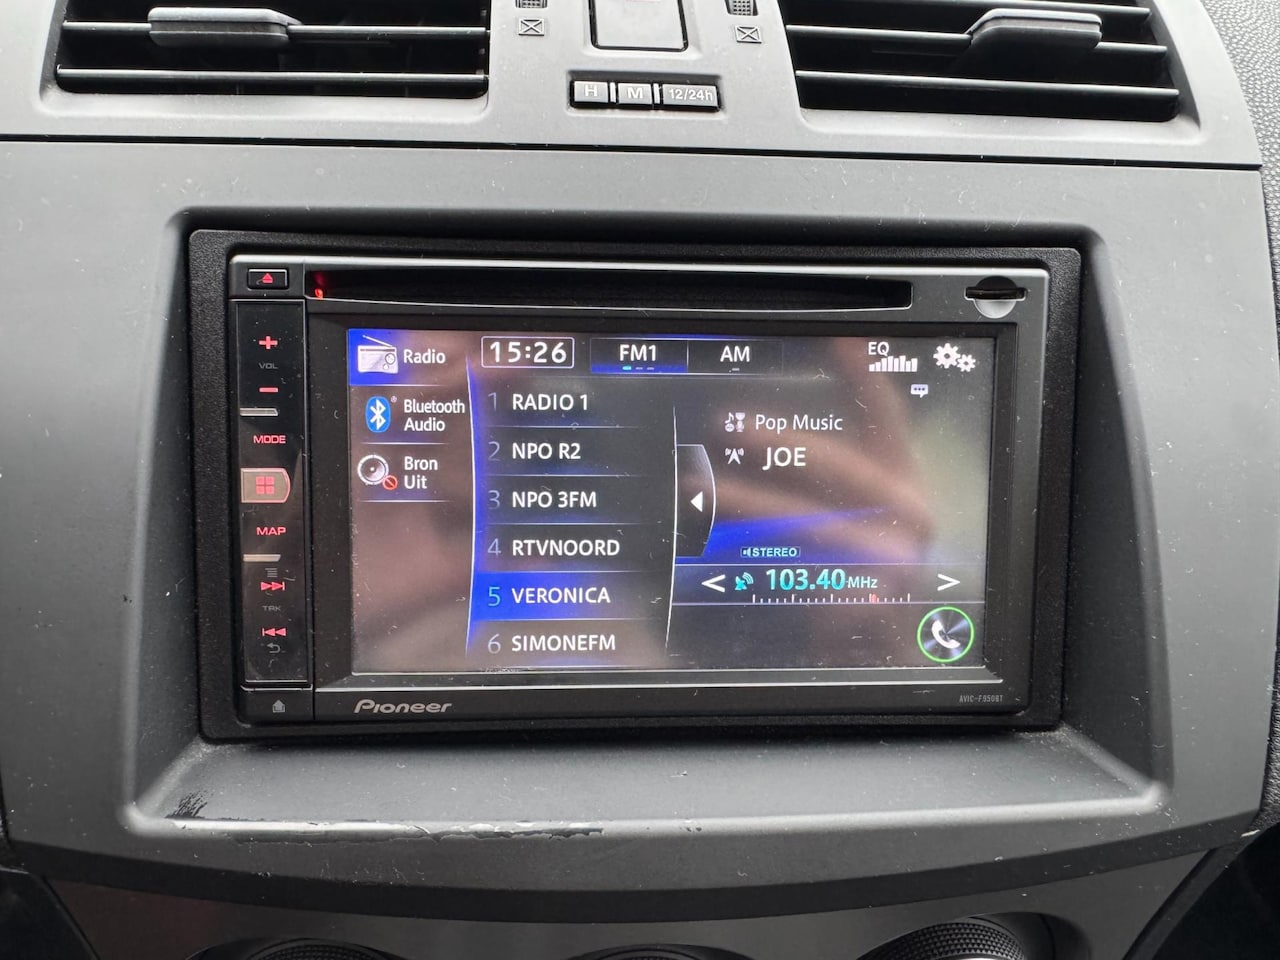 H M 12/24h
+
VOL
−
MODE
MAP
TRK
Radio
15:26
FM1
AM
EQ
Bluetooth
Audio
Bron
Uit
1 RADIO 1
2 NPO R2
3 NPO 3FM
4 RTVNOORD
5 VERONICA
6 SIMONEFM
Pop Music
JOE
STEREO
< 103.40 MHz >
Pioneer
AVIC-F950BT